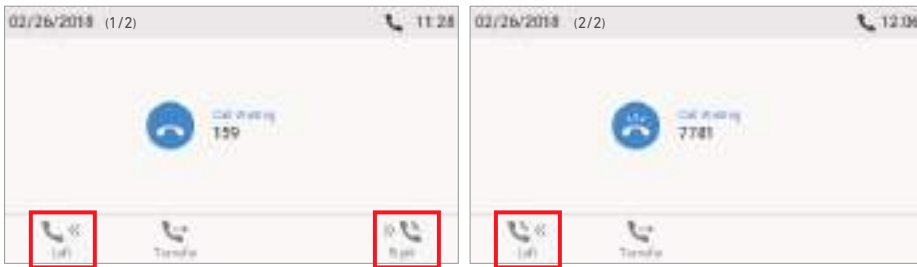 02/26/2018 (1/2) 11:28
Call Waiting
159
Left Transfer Right
02/26/2018 (2/2) 12:06
Call Waiting
7781
Left Transfer